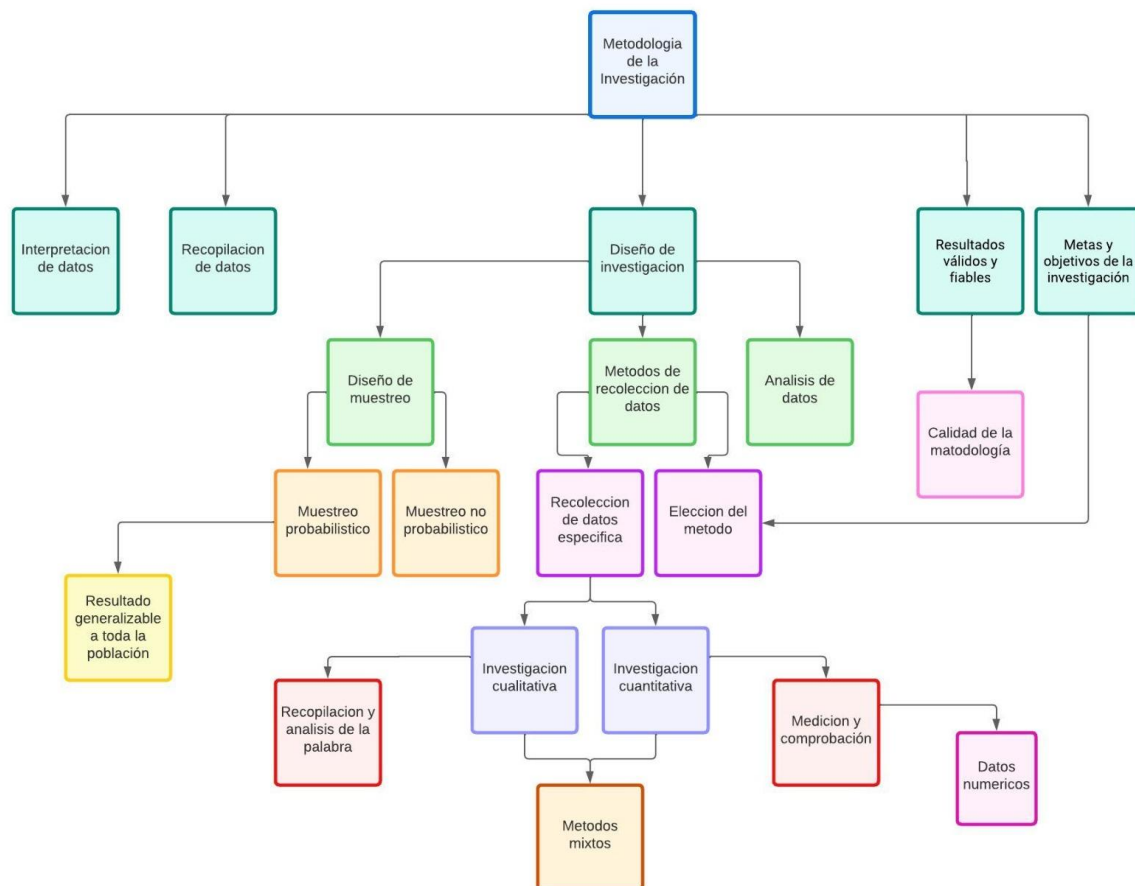 Metodologia
de la
Investigación
Interpretacion
de datos
Recopilacion
de datos
Diseño de
investigacion
Resultados
válidos y
fiables
Metas y
objetivos de la
investigación
Diseño de
muestreo
Metodos de
recoleccion de
datos
Analisis de
datos
Calidad de la
matodología
Muestreo
probabilistico
Muestreo no
probabilistico
Recoleccion
de datos
especifica
Eleccion del
metodo
Resultado
generalizable
a toda la
población
Investigacion
cualitativa
Investigacion
cuantitativa
Recopilacion y
analisis de la
palabra
Medicion y
comprobación
Datos
numericos
Metodos
mixtos